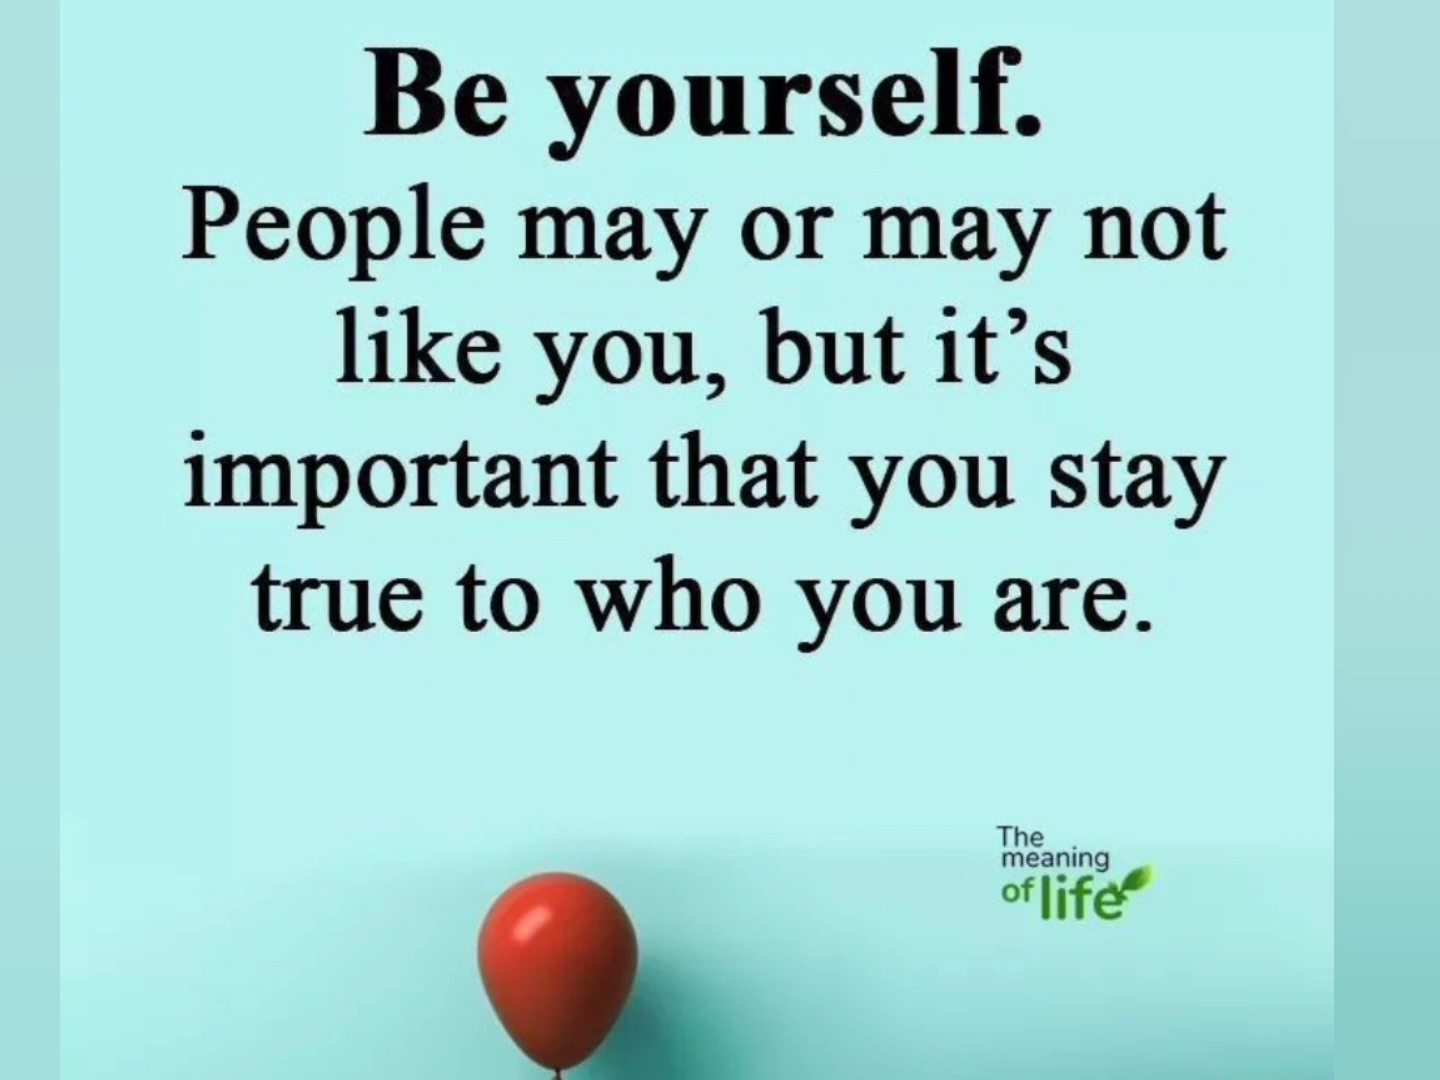 Be yourself.
People may or may not
like you, but it’s
important that you stay
true to who you are.
The
meaning
of life